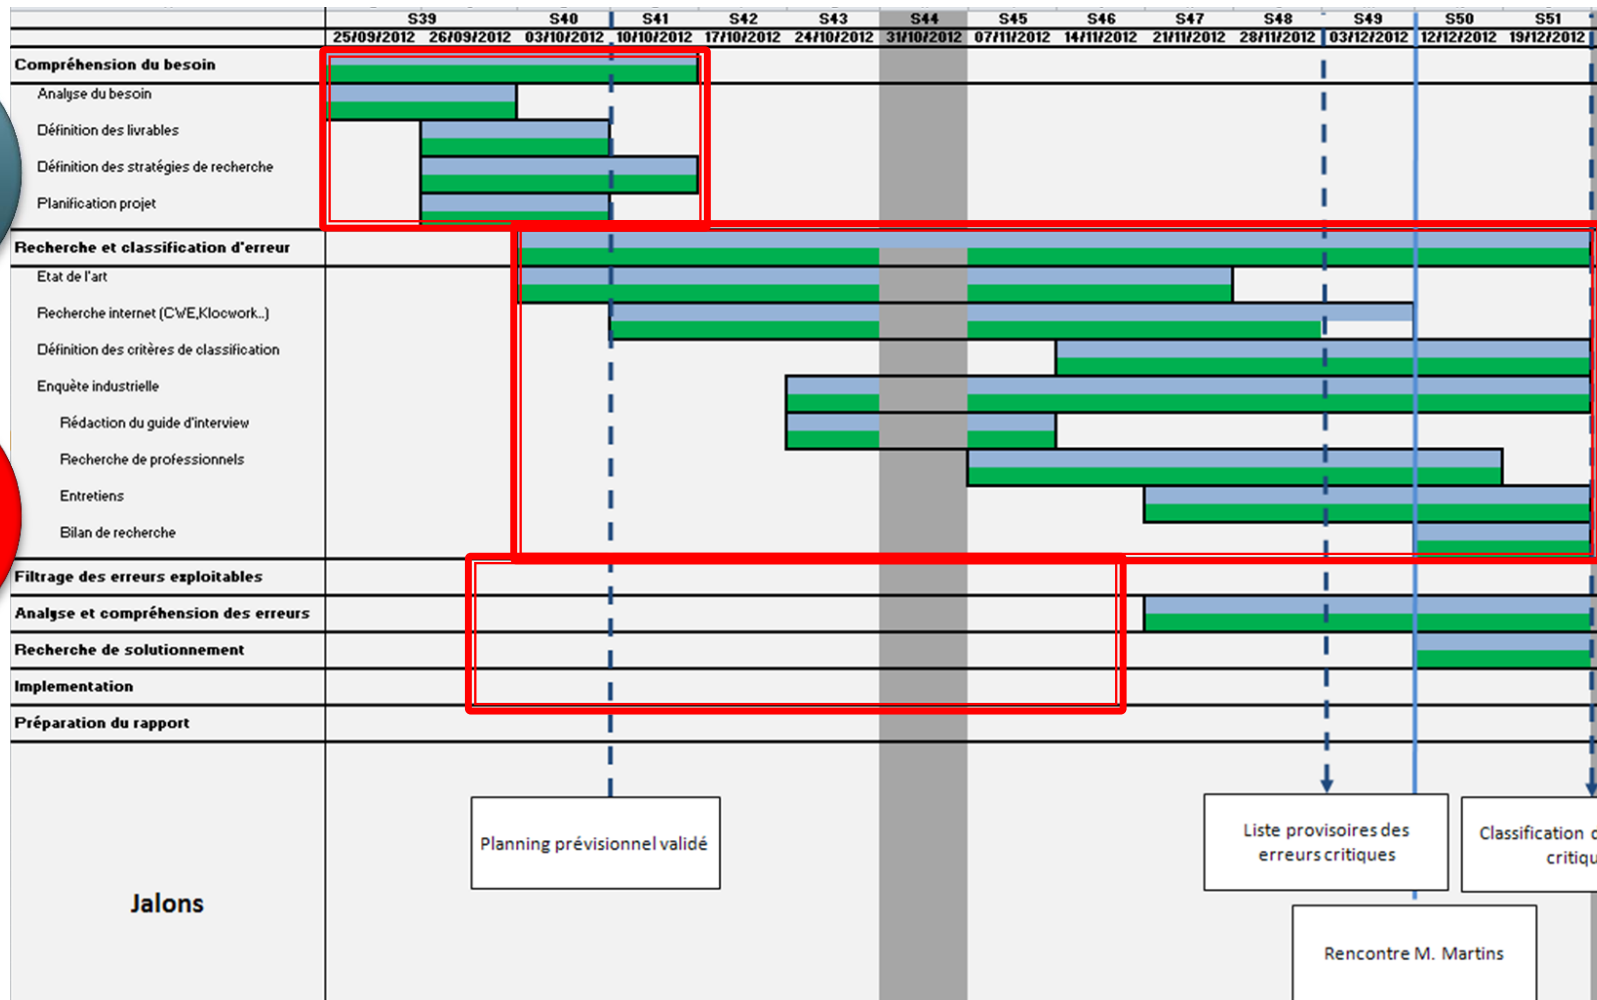 S39 S40 S41 S42 S43 S44 S45 S46 S47 S48 S49 S50 S51
25/09/2012 26/09/2012 03/10/2012 10/10/2012 17/10/2012 24/10/2012 31/10/2012 07/11/2012 14/11/2012 21/11/2012 28/11/2012 03/12/2012 12/12/2012 19/12/2012
Compréhension du besoin
Analyse du besoin
Définition des livrables
Définition des stratégies de recherche
Planification projet
Recherche et classification d'erreur
Etat de l'art
Recherche internet (CWE,Klocwork..)
Définition des critères de classification
Enquète industrielle
Rédaction du guide d'interview
Recherche de professionnels
Entretiens
Bilan de recherche
Filtrage des erreurs exploitables
Analyse et compréhension des erreurs
Recherche de solutionnement
Implementation
Préparation du rapport
Planning prévisionnel validé
Liste provisoires des
erreurs critiques
Classification
critiqu
Jalons
Rencontre M. Martins